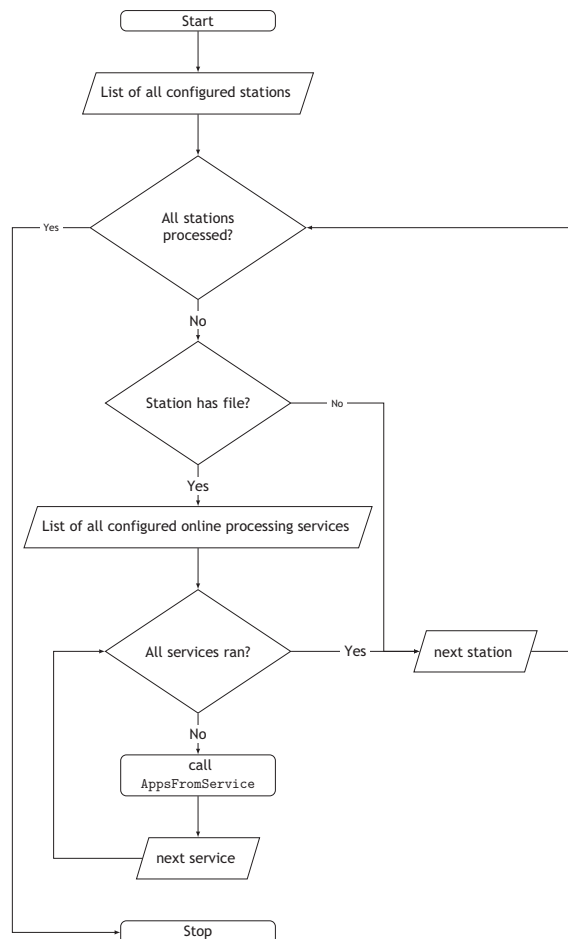 Start
List of all configured stations
All stations
processed?
Yes
No
Station has file?
No
Yes
List of all configured online processing services
All services ran?
Yes
next station
No
call
AppsFromService
next service
Stop